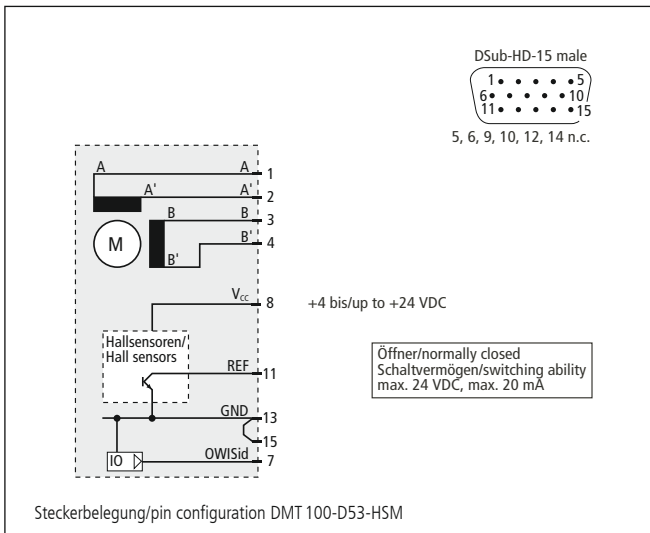 DSub-HD-15 male
1 5
6 10
11 15
5, 6, 9, 10, 12, 14 n.c.
A A 1
A' A' 2
B B 3
M B' B' 4
Vcc 8 +4 bis/up to +24 VDC
Hallsensoren/
Hall sensors
REF 11
Öffner/normally closed
Schaltvermögen/switching ability
max. 24 VDC, max. 20 mA
GND 13
15
IO OWISid 7
Steckerbelegung/pin configuration DMT 100-D53-HSM